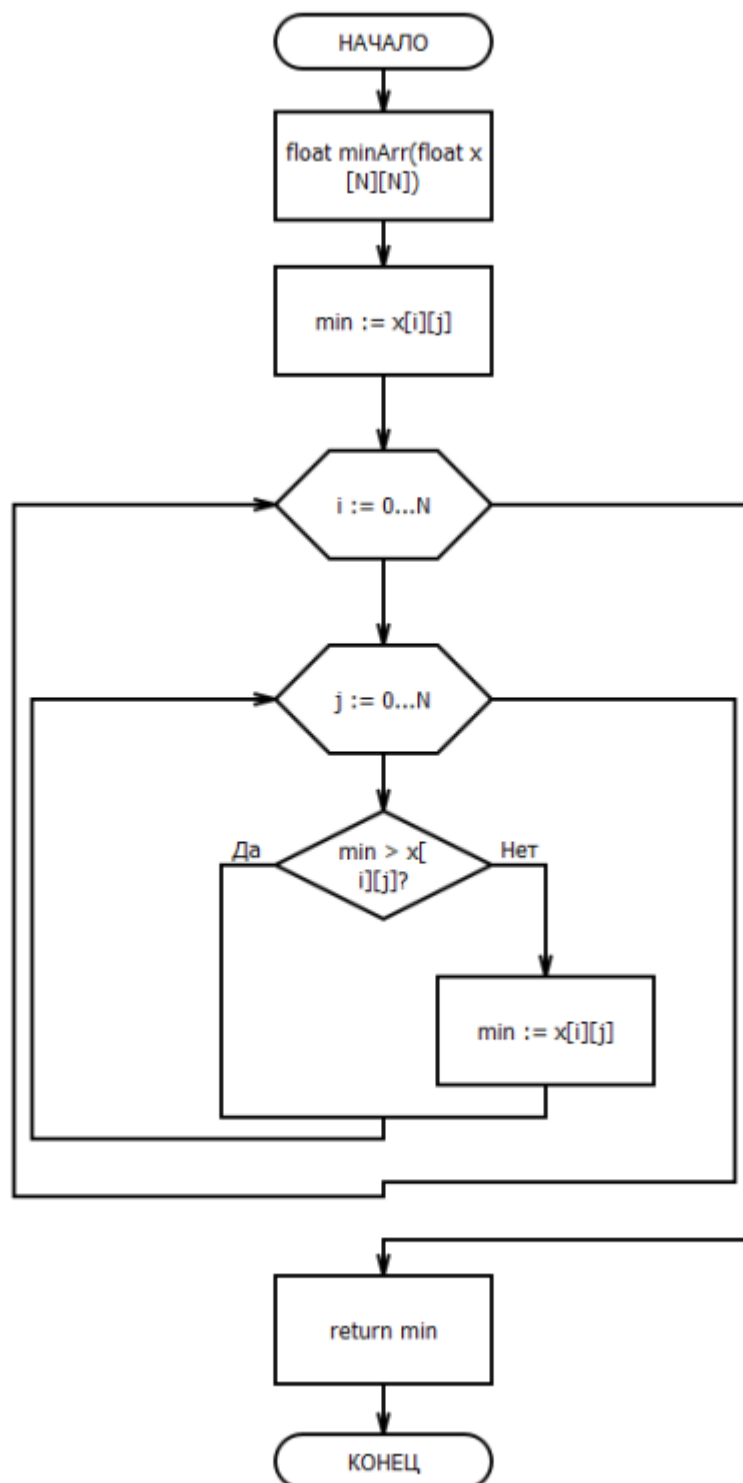 НАЧАЛО
float minArr(float x
[N][N])
min := x[i][j]
i := 0...N
j := 0...N
Да
min > x[
i][j]?
Нет
min := x[i][j]
return min
КОНЕЦ